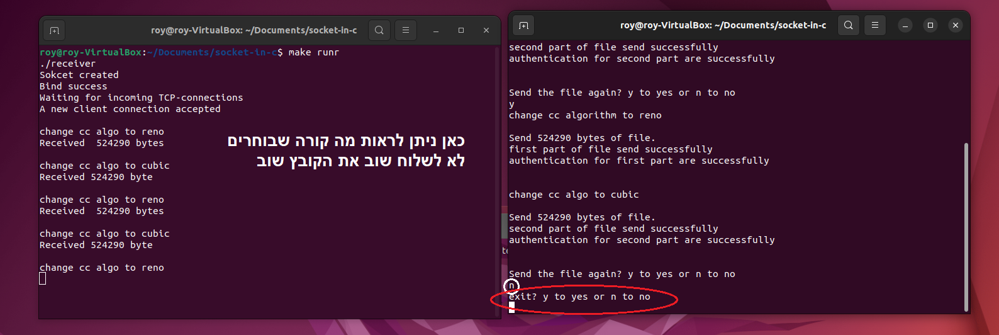 roy@roy-VirtualBox: ~/Documents/socket-in-c
roy@roy-VirtualBox:~/Documents/socket-in-c$ make runr
./receiver
Sokcet created
Bind success
Waiting for incoming TCP-connections
A new client connection accepted
change cc algo to reno
Received  524290 bytes
change cc algo to cubic
Received 524290 byte
change cc algo to reno
Received  524290 bytes
change cc algo to cubic
Received 524290 byte
change cc algo to reno
כאן ניתן לראות מה קורה שבוחרים
לא לשלוח שוב את הקובץ שוב
te
roy@roy-VirtualBox: ~/Documents/socket-in-c
second part of file send successfully
authentication for second part are successfully
Send the file again? y to yes or n to no
y
change cc algorithm to reno
Send 524290 bytes of file.
first part of file send successfully
authentication for first part are successfully
change cc algo to cubic
Send 524290 bytes of file.
second part of file send successfully
authentication for second part are successfully
Send the file again? y to yes or n to no
n
exit? y to yes or n to no